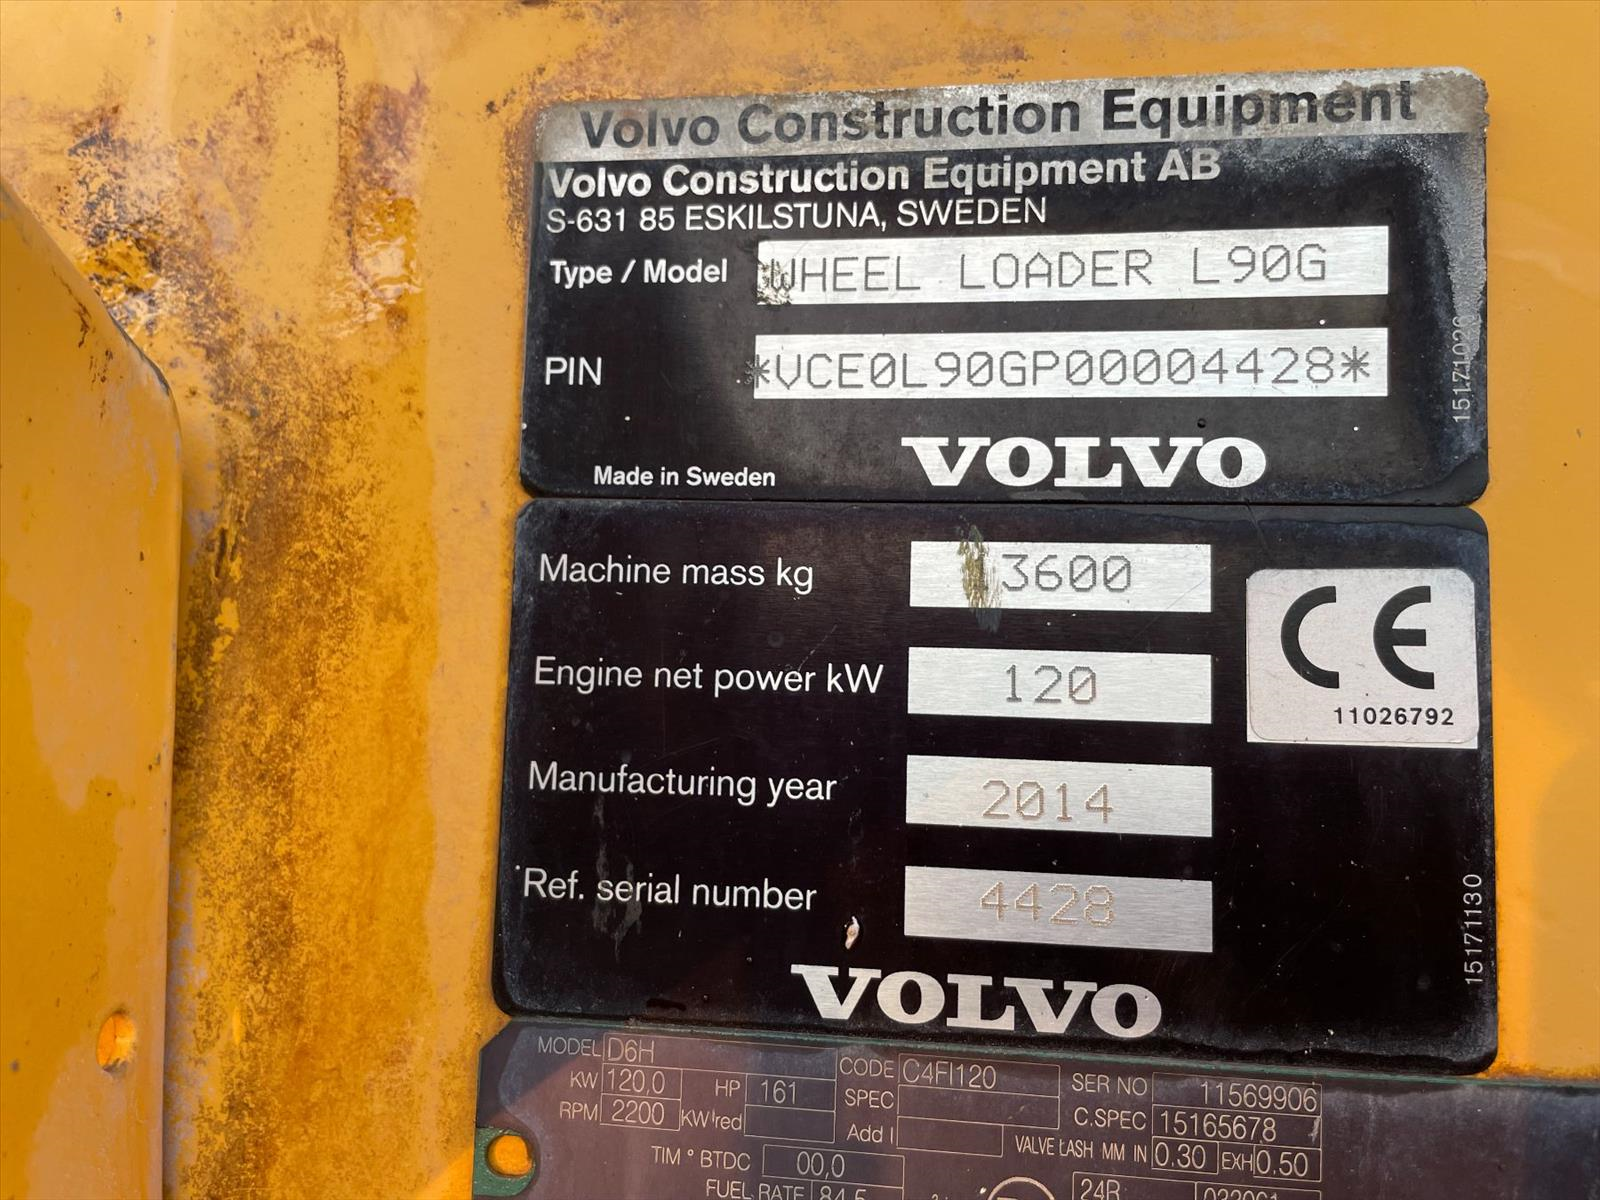 Volvo Construction Equipment
Volvo Construction Equipment AB
S-631 85 ESKILSTUNA, SWEDEN
Type / Model WHEEL LOADER L90G
PIN *VCE0L90GP00004428*
15171026
Made in Sweden VOLVO
Machine mass kg 3600
CE
11026792
Engine net power kW 120
Manufacturing year 2014
Ref. serial number 4428
15171130
VOLVO
MODEL D6H CODE C4FI120 SER NO 11569906
KW 120,0 HP 161 SPEC C.SPEC 15165678
RPM 2200 KW'red Add I VALVE LASH MM IN 0.30 EXH 0.50
TIM ° BTDC 00,0
FUEL RATE 84,5 24R